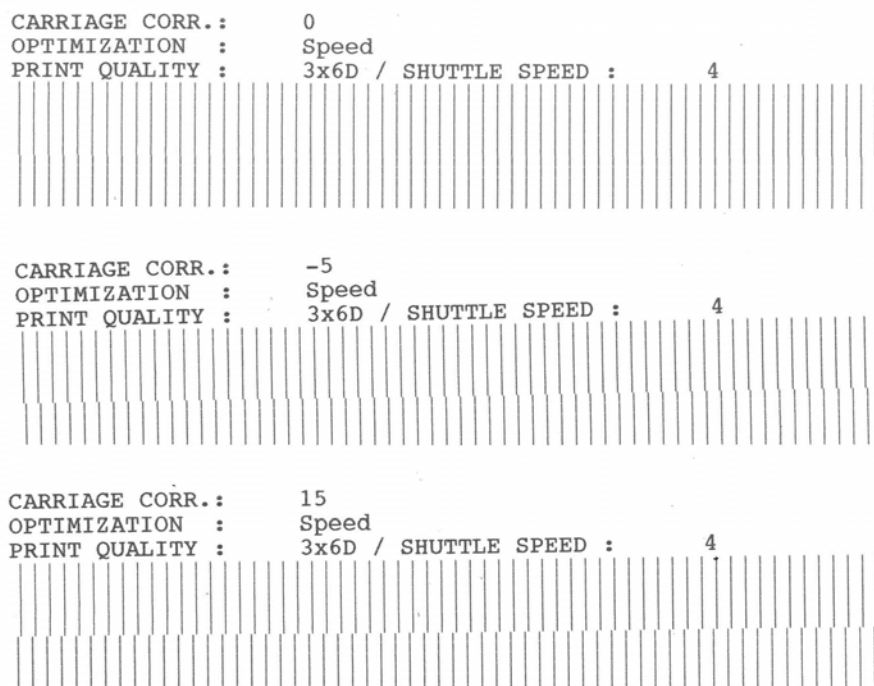 CARRIAGE CORR.: 0
OPTIMIZATION : Speed
PRINT QUALITY : 3x6D / SHUTTLE SPEED : 4
CARRIAGE CORR.: -5
OPTIMIZATION : Speed
PRINT QUALITY : 3x6D / SHUTTLE SPEED : 4
CARRIAGE CORR.: 15
OPTIMIZATION : Speed
PRINT QUALITY : 3x6D / SHUTTLE SPEED : 4